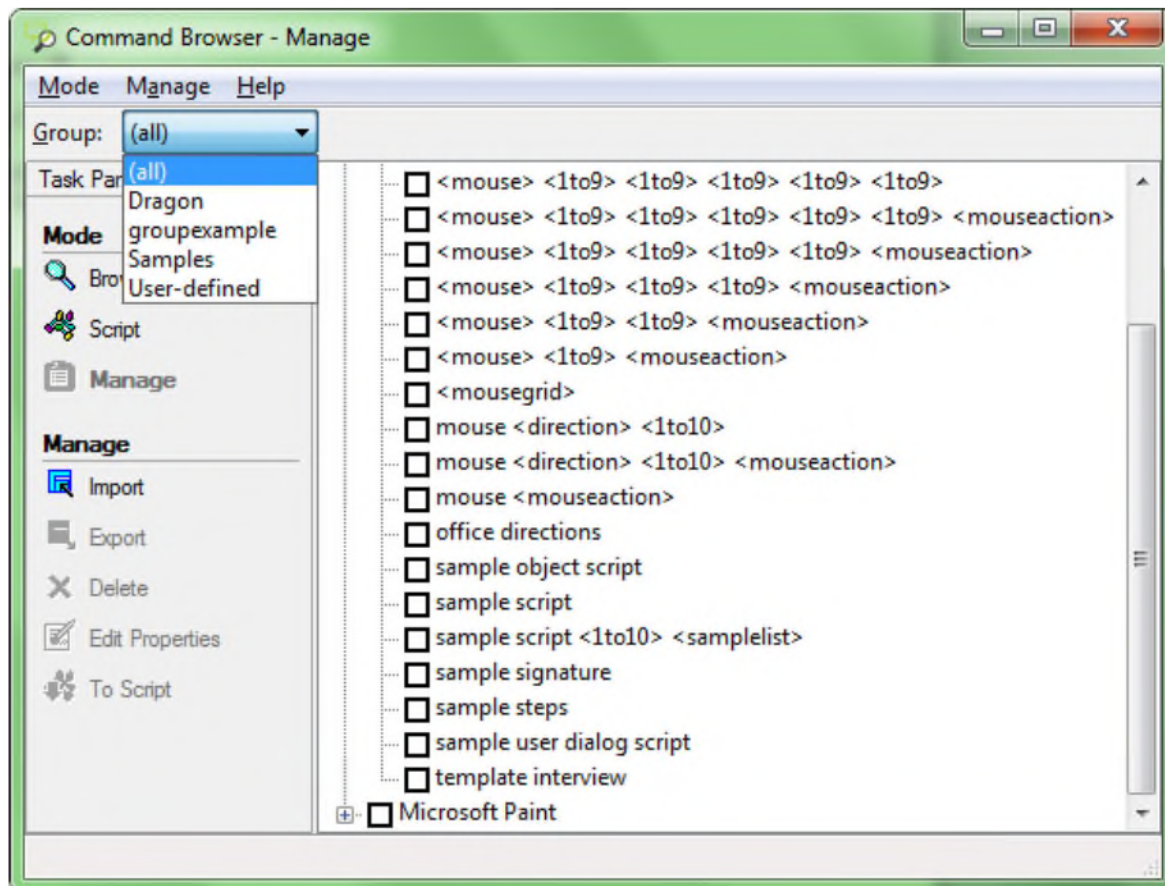 Command Browser - Manage
Mode Manage Help
Group: (all)
(all)
Dragon
groupexample
Samples
User-defined
Task Par
Mode
Brov
Script
Manage
Manage
Import
Export
Delete
Edit Properties
To Script
<mouse> <1to9> <1to9> <1to9> <1to9> <1to9>
<mouse> <1to9> <1to9> <1to9> <1to9> <1to9> <mouseaction>
<mouse> <1to9> <1to9> <1to9> <1to9> <mouseaction>
<mouse> <1to9> <1to9> <1to9> <mouseaction>
<mouse> <1to9> <1to9> <mouseaction>
<mouse> <1to9> <mouseaction>
<mousegrid>
mouse <direction> <1to10>
mouse <direction> <1to10> <mouseaction>
mouse <mouseaction>
office directions
sample object script
sample script
sample script <1to10> <samplelist>
sample signature
sample steps
sample user dialog script
template interview
Microsoft Paint